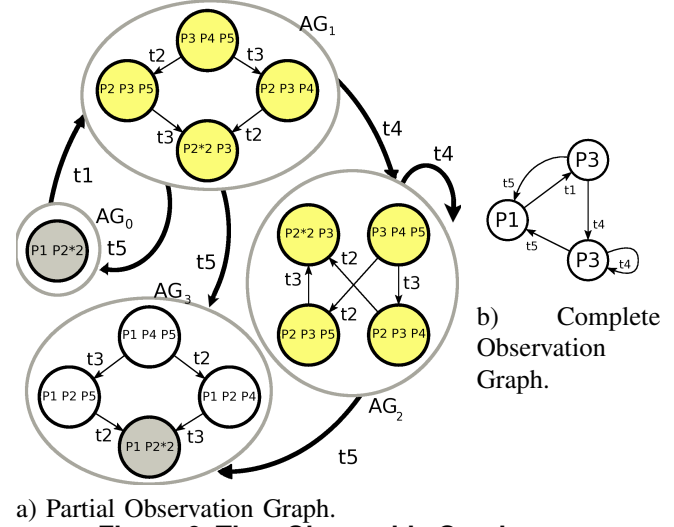 AG1
P3 P4 P5
t2
t3
P2 P3 P5
P2 P3 P4
t3
t2
P2*2 P3
t4
t4
t1
AG0
P1 P2*2
t5
t5
P2*2 P3
P3 P4 P5
t2
t3
t3
t2
P2 P3 P5
P2 P3 P4
AG2
AG3
P1 P4 P5
t3
t2
P1 P2 P5
P1 P2 P4
t2
t3
P1 P2*2
t5
P3
t5
t1
P1
t4
t5
P3
t4
b) Complete
Observation
Graph.
a) Partial Observation Graph.